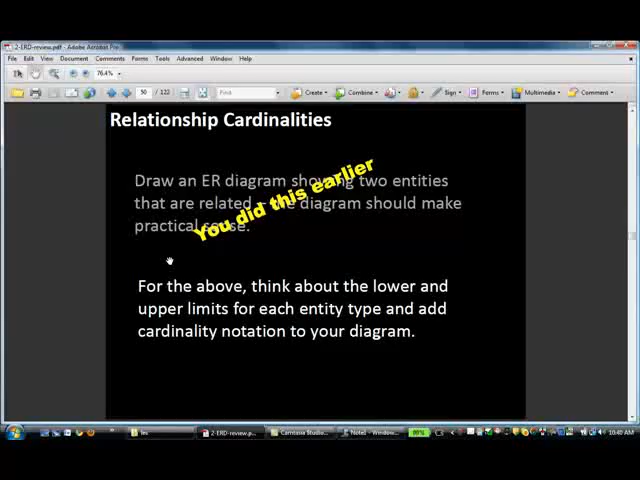 2-ERD-review.pdf - Adobe Acrobat Pro
File Edit View Document Comments Forms Tools Advanced Window Help
76.4%
50 / 122 Find Create Combine Sign Forms Multimedia Comment
Relationship Cardinalities
Draw an ER diagram showing two entities
that are related – the diagram should make
practical sense.
You did this earlier
For the above, think about the lower and
upper limits for each entity type and add
cardinality notation to your diagram.
2-ERD-review.p... Camtasia Studio... Note1 - Window... 99% 10:40 AM